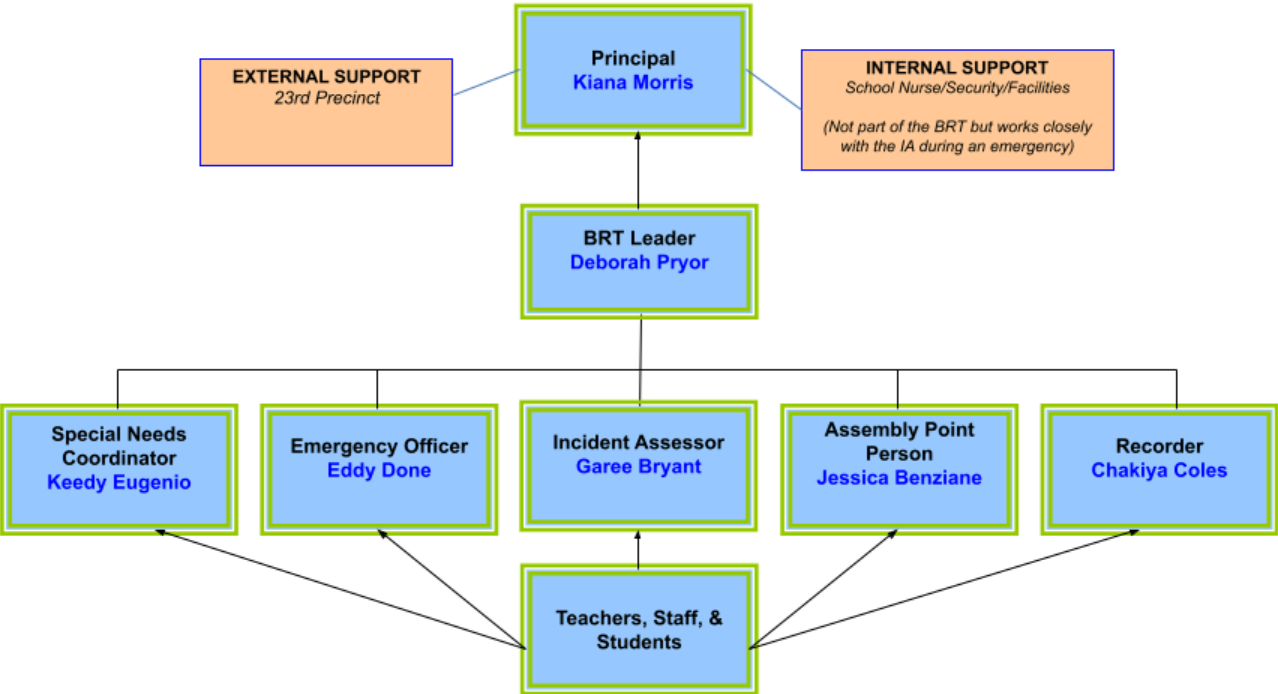 Principal
Kiana Morris
EXTERNAL SUPPORT
23rd Precinct
INTERNAL SUPPORT
School Nurse/Security/Facilities
(Not part of the BRT but works closely
with the IA during an emergency)
BRT Leader
Deborah Pryor
Special Needs
Coordinator
Keedy Eugenio
Emergency Officer
Eddy Done
Incident Assessor
Garee Bryant
Assembly Point
Person
Jessica Benziane
Recorder
Chakiya Coles
Teachers, Staff, &
Students